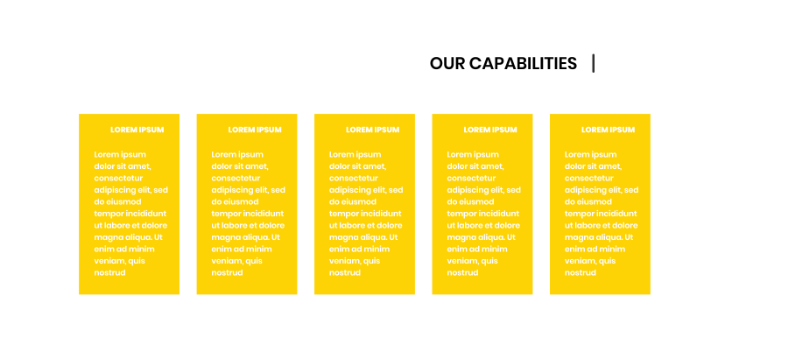 OUR CAPABILITIES |
LOREM IPSUM
Lorem ipsum
dolor sit amet,
consectetur
adipiscing elit, sed
do eiusmod
tempor incididunt
ut labore et dolore
magna aliqua. Ut
enim ad minim
veniam, quis
nostrud
LOREM IPSUM
Lorem ipsum
dolor sit amet,
consectetur
adipiscing elit, sed
do eiusmod
tempor incididunt
ut labore et dolore
magna aliqua. Ut
enim ad minim
veniam, quis
nostrud
LOREM IPSUM
Lorem ipsum
dolor sit amet,
consectetur
adipiscing elit, sed
do eiusmod
tempor incididunt
ut labore et dolore
magna aliqua. Ut
enim ad minim
veniam, quis
nostrud
LOREM IPSUM
Lorem ipsum
dolor sit amet,
consectetur
adipiscing elit, sed
do eiusmod
tempor incididunt
ut labore et dolore
magna aliqua. Ut
enim ad minim
veniam, quis
nostrud
LOREM IPSUM
Lorem ipsum
dolor sit amet,
consectetur
adipiscing elit, sed
do eiusmod
tempor incididunt
ut labore et dolore
magna aliqua. Ut
enim ad minim
veniam, quis
nostrud